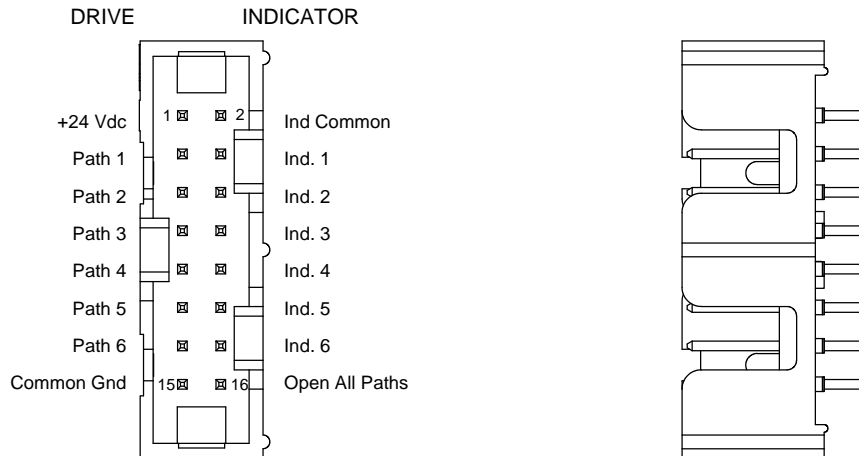 DRIVE INDICATOR
+24 Vdc 1 2 Ind Common
Path 1 Ind. 1
Path 2 Ind. 2
Path 3 Ind. 3
Path 4 Ind. 4
Path 5 Ind. 5
Path 6 Ind. 6
Common Gnd 15 16 Open All Paths